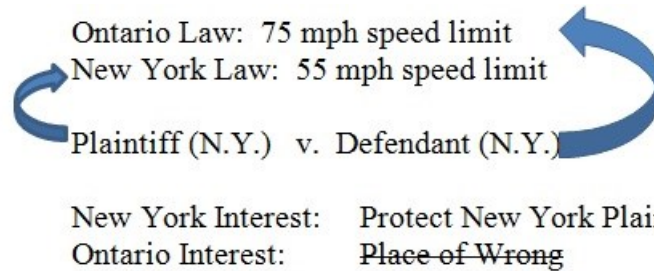 Ontario Law: 75 mph speed limit
New York Law: 55 mph speed limit
Plaintiff (N.Y.) v. Defendant (N.Y.)
New York Interest: Protect New York
Ontario Interest: Place of Wrong